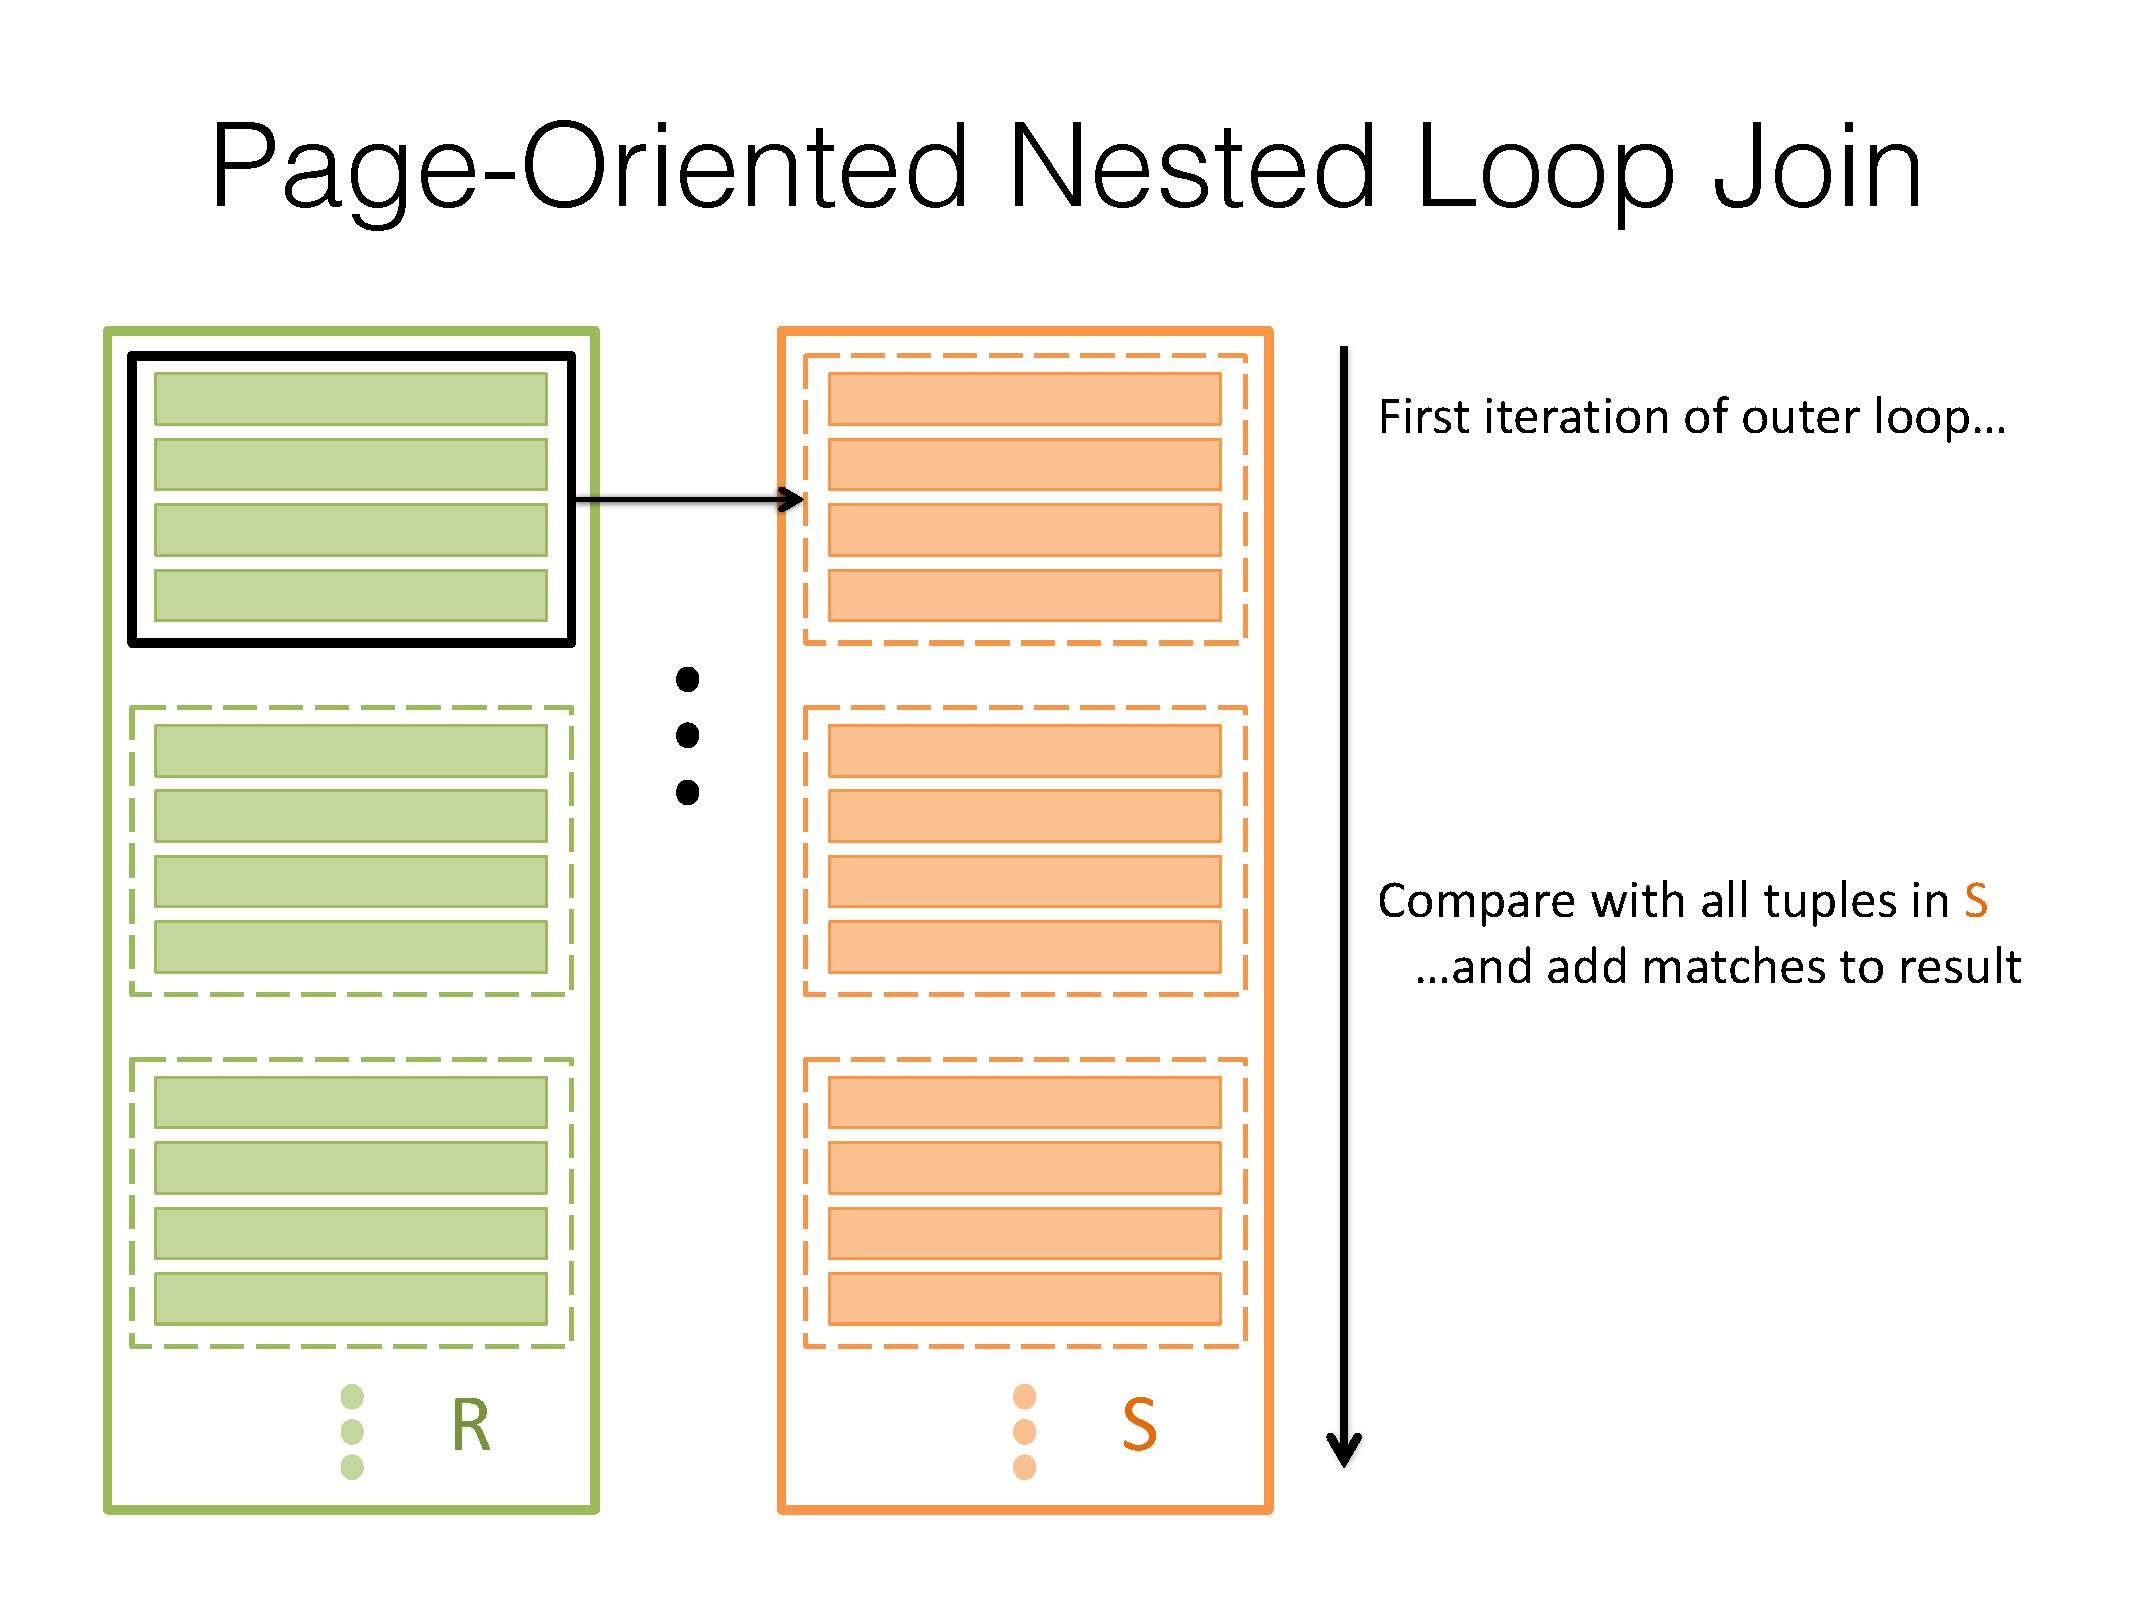 Page-Oriented Nested Loop Join
First iteration of outer loop…
Compare with all tuples in S
…and add matches to result
R
S